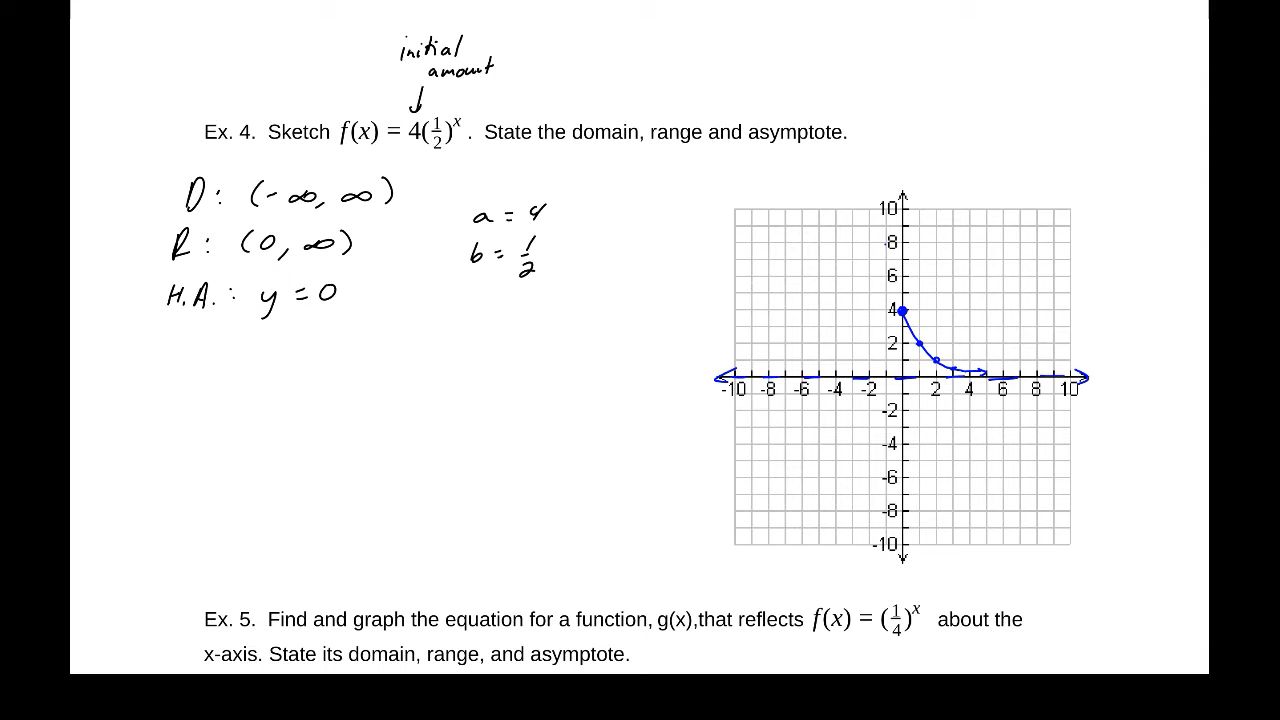 initial
amount
Ex. 4. Sketch f(x) = 4(1/2)^x. State the domain, range and asymptote.
D: (-∞, ∞)
R: (0, ∞)
H.A.: y = 0
a = 4
b = 1/2
10
8
6
4
2
-10 -8 -6 -4 -2 2 4 6 8 10
-2
-4
-6
-8
-10
Ex. 5. Find and graph the equation for a function, g(x),that reflects f(x) = (1/4)^x about the
x-axis. State its domain, range, and asymptote.